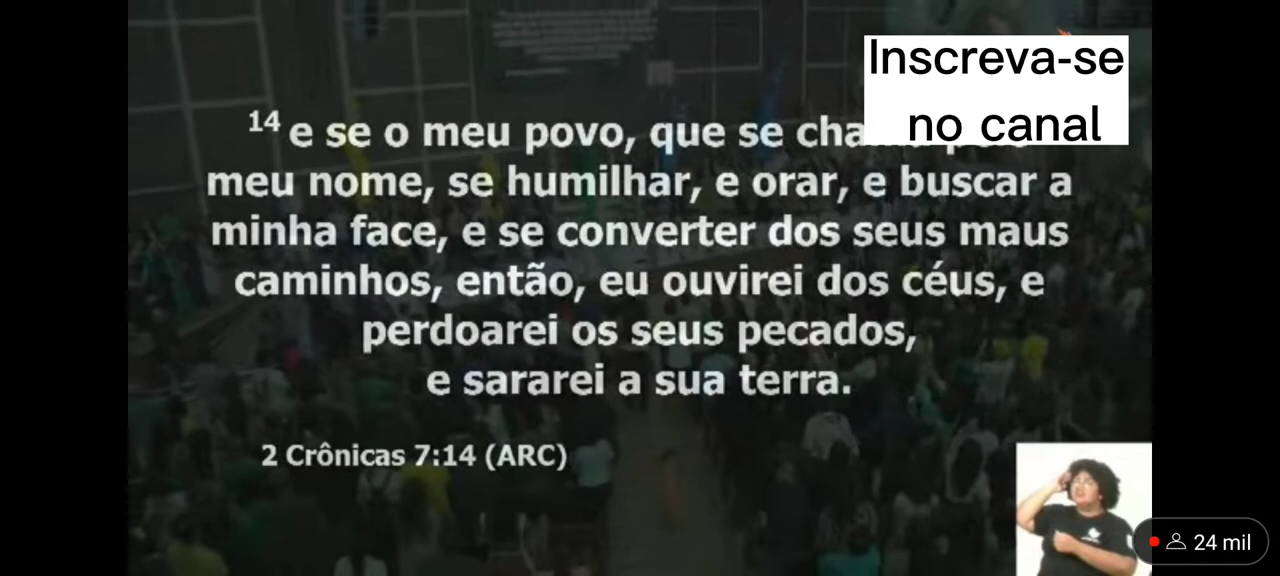 Inscreva-se
no canal
14 e se o meu povo, que se
meu nome, se humilhar, e orar, e buscar a
minha face, e se converter dos seus maus
caminhos, então, eu ouvirei dos céus, e
perdoarei os seus pecados,
e sararei a sua terra.
2 Crônicas 7:14 (ARC)
24 mil